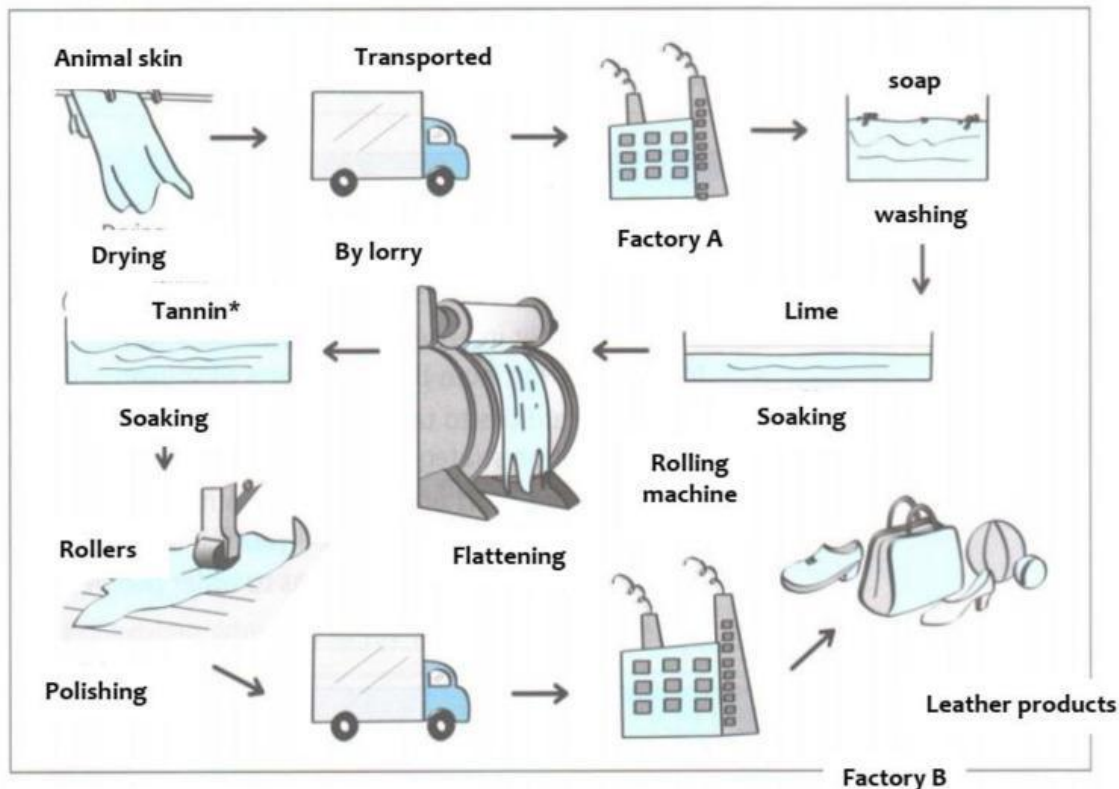 Animal skin
Transported
soap
Drying
By lorry
Factory A
washing
Tannin*
Lime
Soaking
Soaking
Rolling
machine
Rollers
Flattening
Polishing
Leather products
Factory B